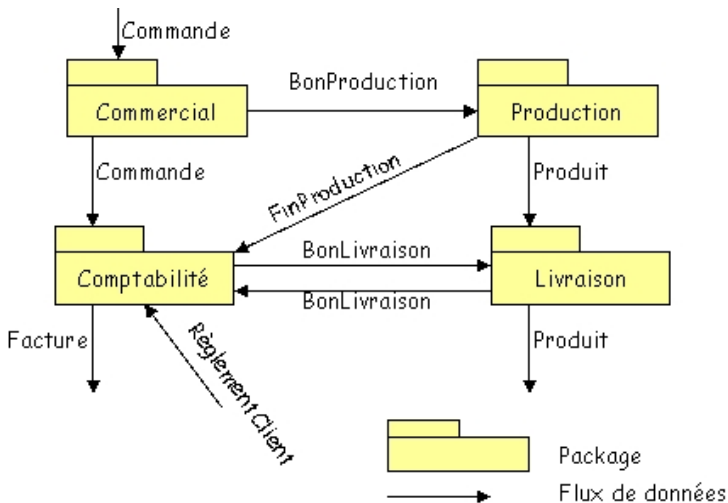 Commande
BonProduction
Commercial
Production
Commande
FinProduction
Produit
BonLivraison
Comptabilité
Livraison
BonLivraison
Facture
RèglementClient
Produit
Package
Flux de données